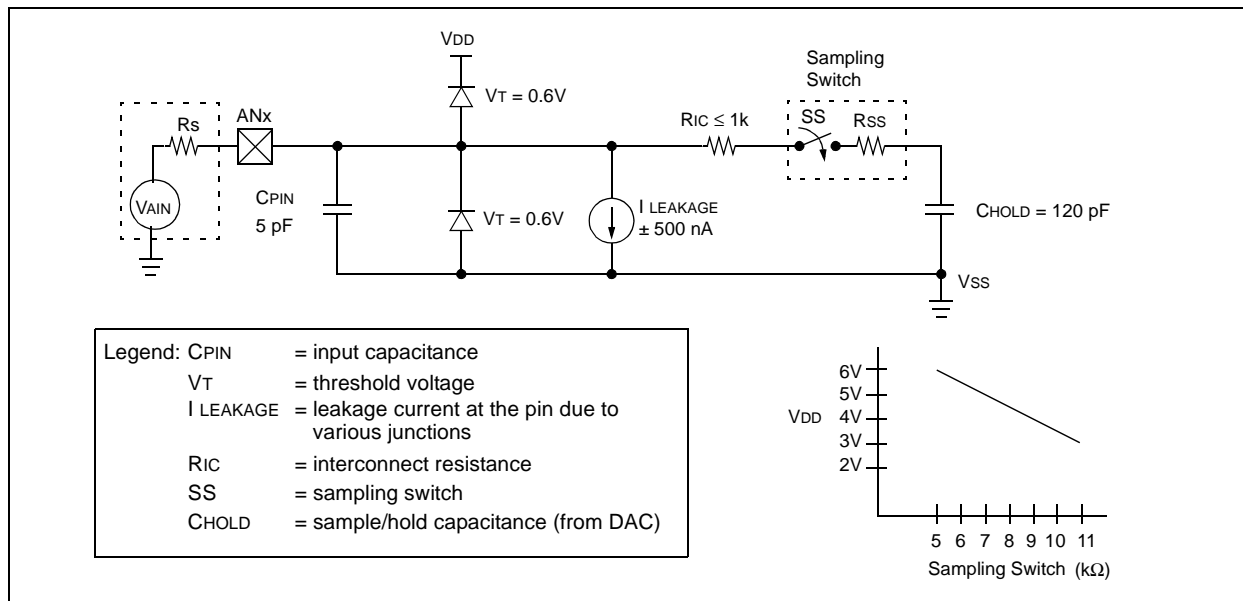 VDD
Sampling
Switch
VT = 0.6V
ANx
Rs
RIC ≤ 1k
SS
RSS
VAIN
CPIN
5 pF
VT = 0.6V
I LEAKAGE
± 500 nA
CHOLD = 120 pF
VSS
Legend: CPIN = input capacitance
VT = threshold voltage
I LEAKAGE = leakage current at the pin due to
various junctions
RIC = interconnect resistance
SS = sampling switch
CHOLD = sample/hold capacitance (from DAC)
6V
5V
VDD 4V
3V
2V
5 6 7 8 9 10 11
Sampling Switch (kΩ)